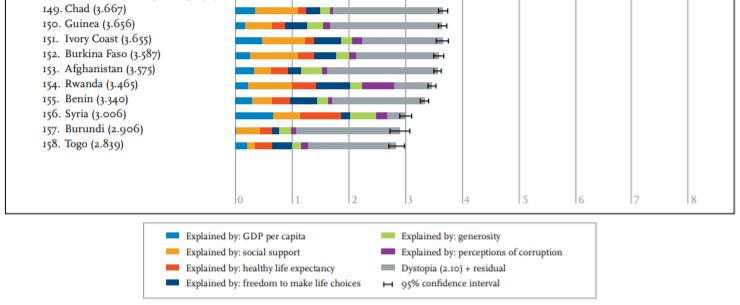 149. Chad (3.667)
150. Guinea (3.656)
151. Ivory Coast (3.655)
152. Burkina Faso (3.587)
153. Afghanistan (3.575)
154. Rwanda (3.465)
155. Benin (3.340)
156. Syria (3.006)
157. Burundi (2.906)
158. Togo (2.839)
0 1 2 3 4 5 6 7 8
Explained by: GDP per capita
Explained by: social support
Explained by: healthy life expectancy
Explained by: freedom to make life choices
Explained by: generosity
Explained by: perceptions of corruption
Dystopia (2.10) + residual
95% confidence interval